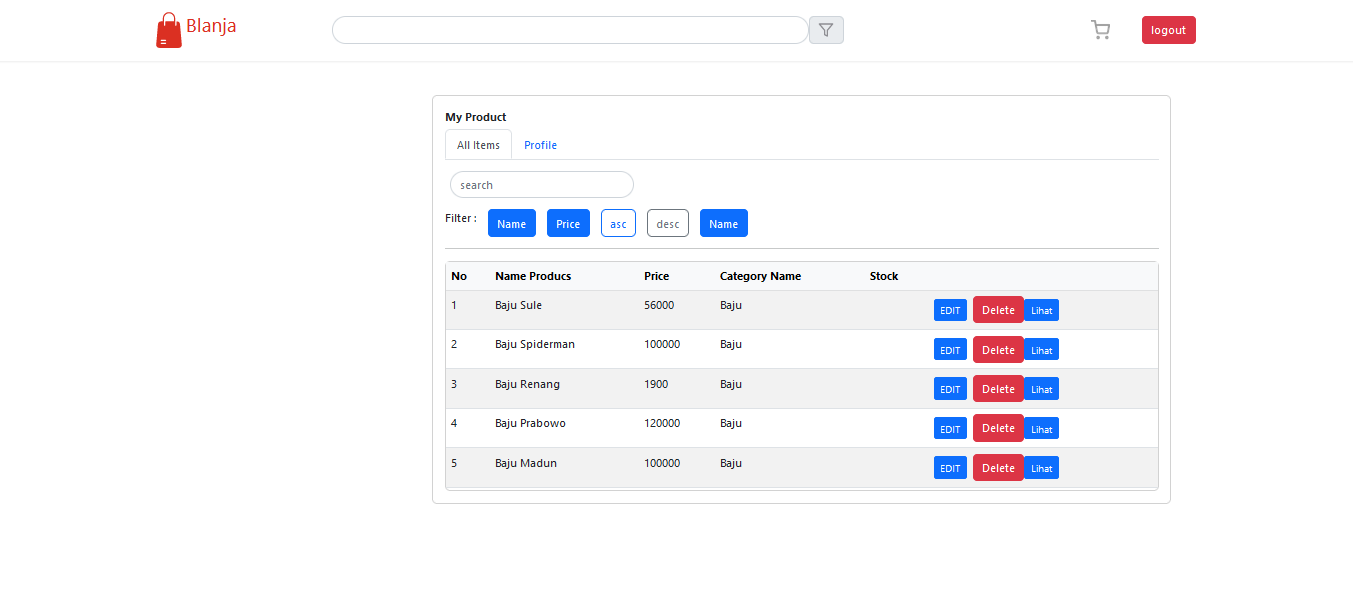 Blanja
logout
My Product
All Items Profile
search
Filter : Name Price asc desc Name
No Name Producs Price Category Name Stock
1 Baju Sule 56000 Baju EDIT Delete Lihat
2 Baju Spiderman 100000 Baju EDIT Delete Lihat
3 Baju Renang 1900 Baju EDIT Delete Lihat
4 Baju Prabowo 120000 Baju EDIT Delete Lihat
5 Baju Madun 100000 Baju EDIT Delete Lihat